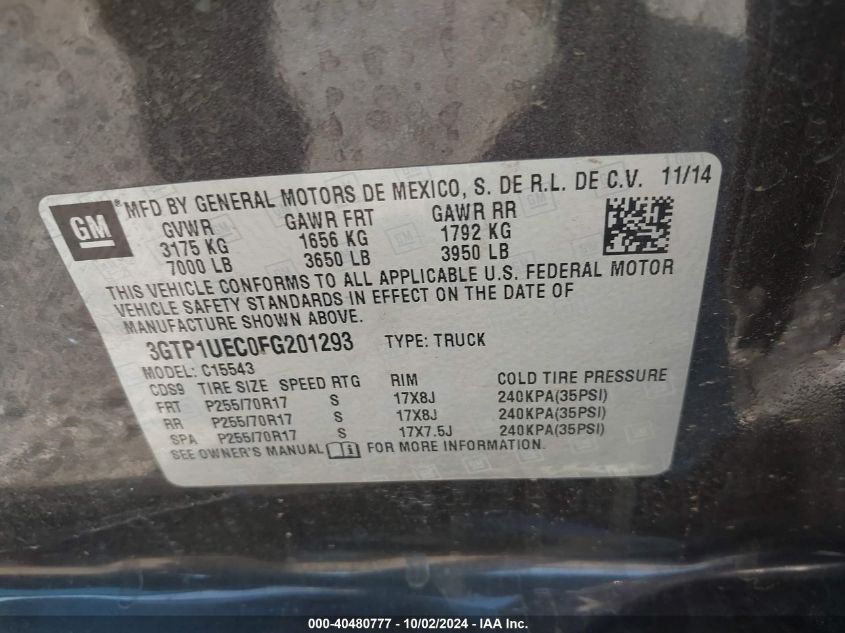 GM
® MFD BY GENERAL MOTORS DE MEXICO, S. DE R.L. DE C.V. 11/14
GVWR GAWR FRT GAWR RR
3175 KG 1656 KG 1792 KG
7000 LB 3650 LB 3950 LB
THIS VEHICLE CONFORMS TO ALL APPLICABLE U.S. FEDERAL MOTOR
VEHICLE SAFETY STANDARDS IN EFFECT ON THE DATE OF
MANUFACTURE SHOWN ABOVE.
3GTP1UEC0FG201293 TYPE: TRUCK
MODEL: C15543
CDS9 TIRE SIZE SPEED RTG RIM COLD TIRE PRESSURE
FRT P255/70R17 S 17X8J 240KPA(35PSI)
RR P255/70R17 S 17X8J 240KPA(35PSI)
SPA P255/70R17 S 17X7.5J 240KPA(35PSI)
SEE OWNER'S MANUAL FOR MORE INFORMATION.
000-40480777 - 10/02/2024 - IAA Inc.